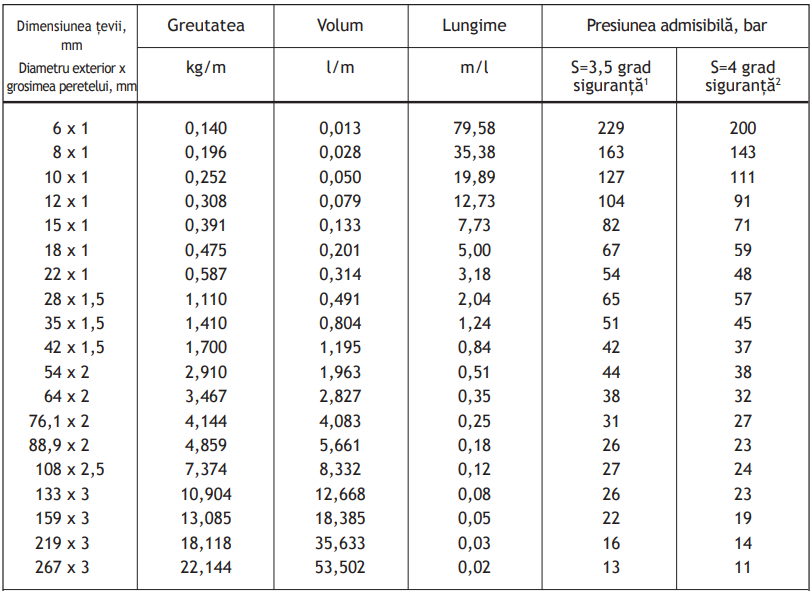 Dimensiunea țevii, mm Greutatea Volum Lungime Presiunea admisibilă, bar
Diametru exterior x grosimea peretelui, mm kg/m l/m m/l S=3,5 grad siguranță¹ S=4 grad siguranță²
6 x 1 0,140 0,013 79,58 229 200
8 x 1 0,196 0,028 35,38 163 143
10 x 1 0,252 0,050 19,89 127 111
12 x 1 0,308 0,079 12,73 104 91
15 x 1 0,391 0,133 7,73 82 71
18 x 1 0,475 0,201 5,00 67 59
22 x 1 0,587 0,314 3,18 54 48
28 x 1,5 1,110 0,491 2,04 65 57
35 x 1,5 1,410 0,804 1,24 51 45
42 x 1,5 1,700 1,195 0,84 42 37
54 x 2 2,910 1,963 0,51 44 38
64 x 2 3,467 2,827 0,35 38 32
76,1 x 2 4,144 4,083 0,25 31 27
88,9 x 2 4,859 5,661 0,18 26 23
108 x 2,5 7,374 8,332 0,12 27 24
133 x 3 10,904 12,668 0,08 26 23
159 x 3 13,085 18,385 0,05 22 19
219 x 3 18,118 35,633 0,03 16 14
267 x 3 22,144 53,502 0,02 13 11